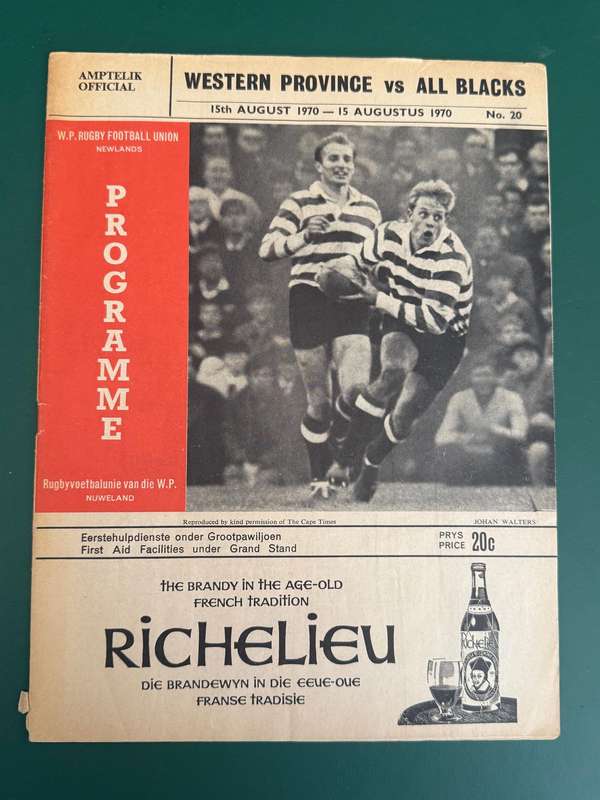 AMPTELIK
OFFICIAL
WESTERN PROVINCE vs ALL BLACKS
15th AUGUST 1970 — 15 AUGUSTUS 1970 No. 20
W.P. RUGBY FOOTBALL UNION
NEWLANDS
PROGRAMME
Rugbyvoetbalunie van die W.P.
NUWELAND
Reproduced by kind permission of The Cape Times
JOHAN WALTERS
Eerstehulpdienste onder Grootpawiljoen
First Aid Facilities under Grand Stand
PRYS
PRICE 20c
THE BRANDY IN THE AGE-OLD
FRENCH TRADITION
RICHELIEU
DIE BRANDEWYN IN DIE EEUE-OUE
FRANSE TRADISIE
RICHELIEU